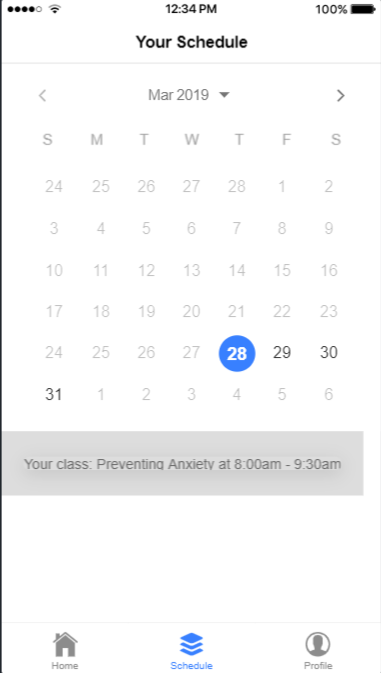 12:34 PM 100%
Your Schedule
Mar 2019
S M T W T F S
24 25 26 27 28 1 2
3 4 5 6 7 8 9
10 11 12 13 14 15 16
17 18 19 20 21 22 23
24 25 26 27 28 29 30
31 1 2 3 4 5 6
Your class: Preventing Anxiety at 8:00am - 9:30am
Home Schedule Profile